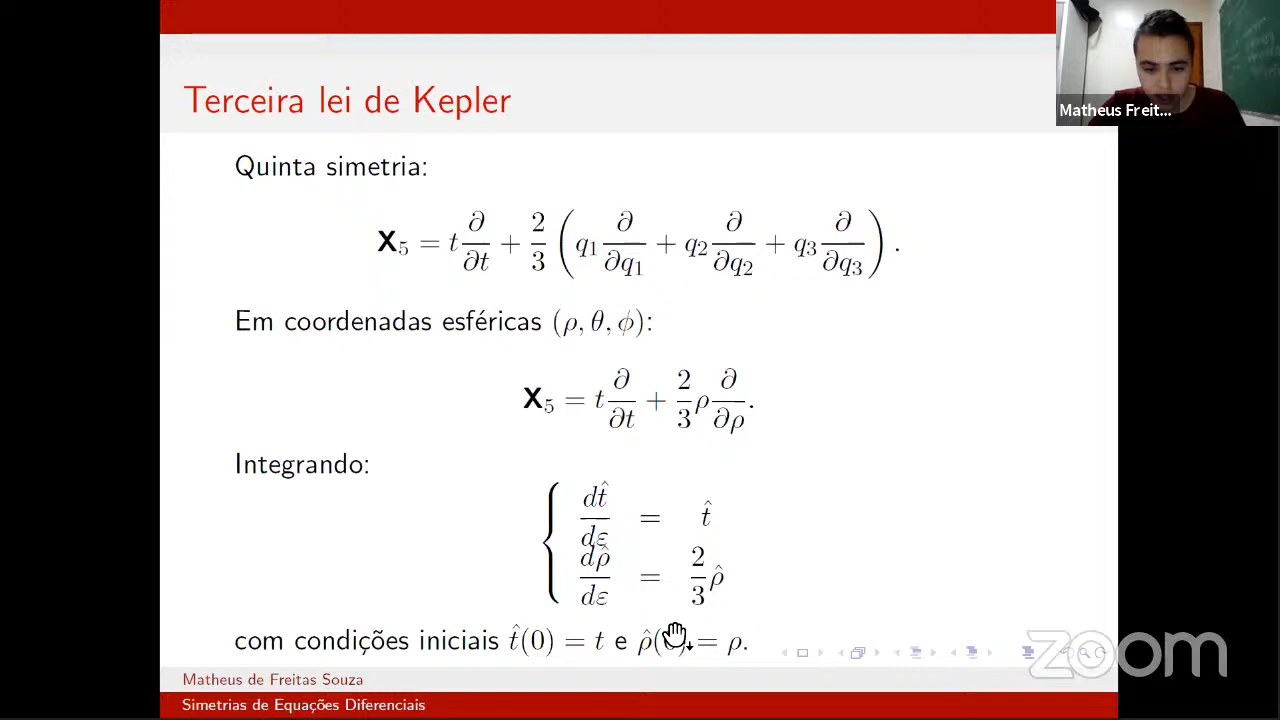 Terceira lei de Kepler
Matheus Freit...
Quinta simetria:
X₅ = t ∂/∂t + 2/3 ( q₁ ∂/∂q₁ + q₂ ∂/∂q₂ + q₃ ∂/∂q₃ ) .
Em coordenadas esféricas (ρ, θ, ϕ):
X₅ = t ∂/∂t + 2/3 ρ ∂/∂ρ.
Integrando:
{ dt̂/dε = t̂
dρ̂/dε = 2/3 ρ̂
com condições iniciais t̂(0) = t e ρ̂(0) = ρ.
zoom
Matheus de Freitas Souza
Simetrias de Equações Diferenciais